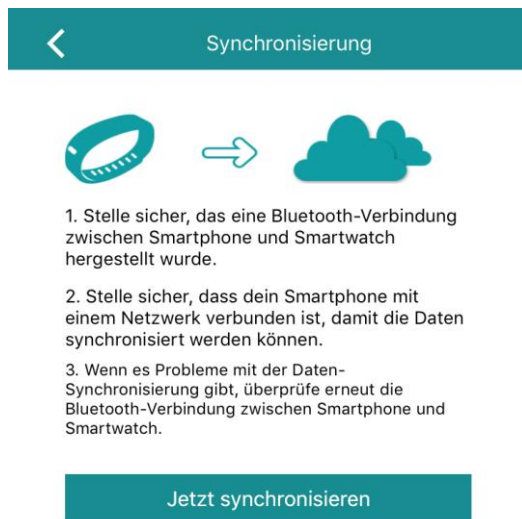 Synchronisierung
1. Stelle sicher, das eine Bluetooth-Verbindung
zwischen Smartphone und Smartwatch
hergestellt wurde.
2. Stelle sicher, dass dein Smartphone mit
einem Netzwerk verbunden ist, damit die Daten
synchronisiert werden können.
3. Wenn es Probleme mit der Daten-
Synchronisierung gibt, überprüfe erneut die
Bluetooth-Verbindung zwischen Smartphone und
Smartwatch.
Jetzt synchronisieren